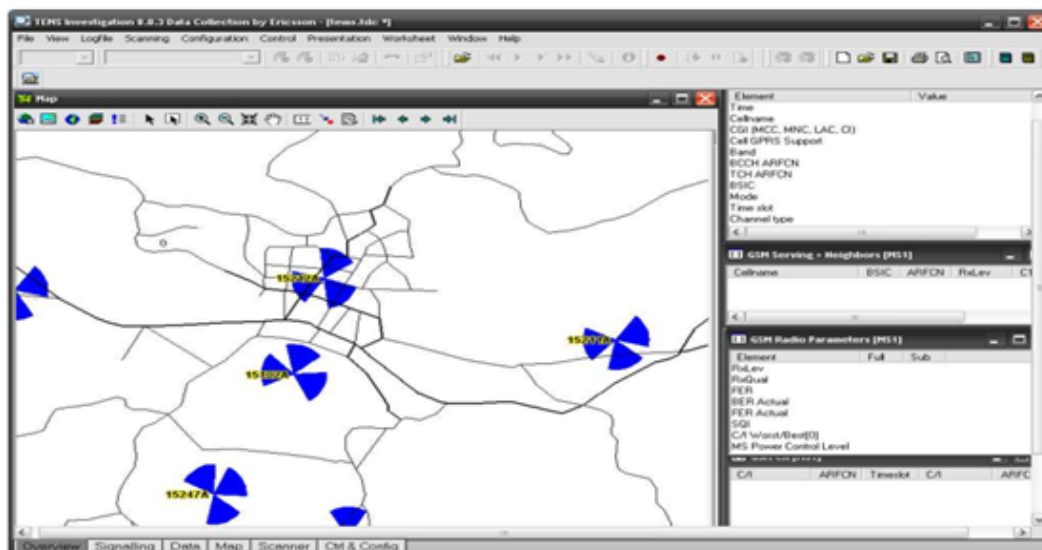 TEMS Investigation 8.0.3 Data Collection by Ericsson - [tems.tdc *]
File View Logfile Scanning Configuration Control Presentation Worksheet Window Help
Map
Element Value
Time
Cellname
CGI (MCC, MNC, LAC, CI)
Cell GPRS Support
Band
BCCH ARFCN
TCH ARFCN
BSIC
Mode
Time slot
Channel type
GSM Serving + Neighbors [MS1]
Cellname BSIC ARFCN RxLev C1
GSM Radio Parameters [MS1]
Element Full Sub
RxLev
RxQual
FER
BER Actual
FER Actual
SQI
C/I Worst/Best[0]
MS Power Control Level
C/I ARFCN Timeslot C/I ARFC
15247A
Overview Signalling Data Map Scanner Ctrl & Config